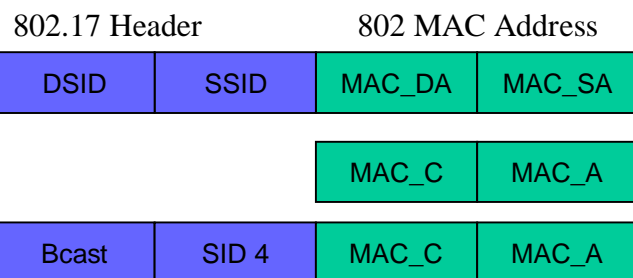 802.17 Header 802 MAC Address
DSID SSID MAC_DA MAC_SA
MAC_C MAC_A
Bcast SID 4 MAC_C MAC_A